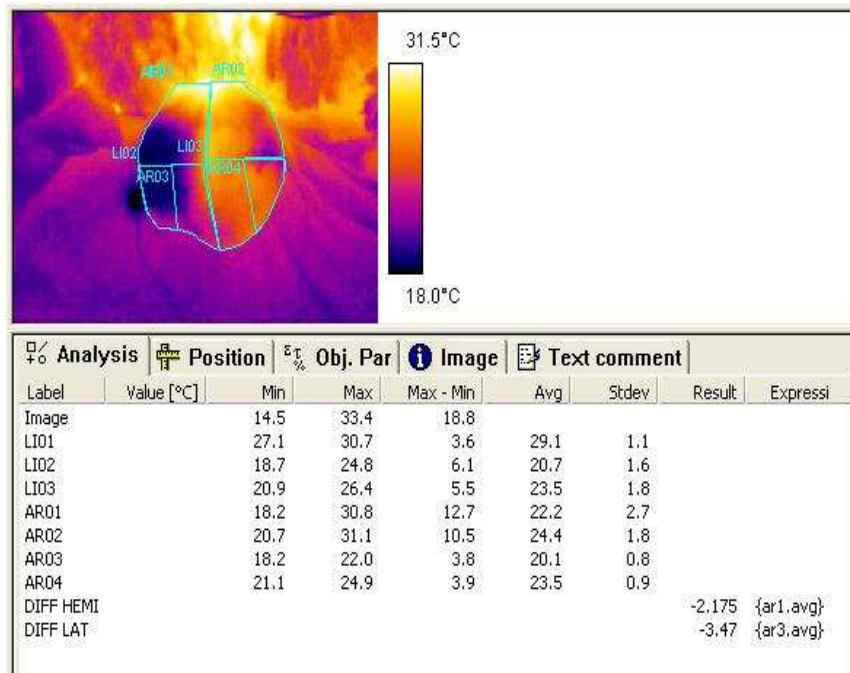 31.5°C
AR01 AR02
LI02 LI03
AR03 AR04
18.0°C
Analysis Position Obj. Par Image Text comment
Label Value [°C] Min Max Max - Min Avg Stdev Result Expressi
Image 14.5 33.4 18.8
LI01 27.1 30.7 3.6 29.1 1.1
LI02 18.7 24.8 6.1 20.7 1.6
LI03 20.9 26.4 5.5 23.5 1.8
AR01 18.2 30.8 12.7 22.2 2.7
AR02 20.7 31.1 10.5 24.4 1.8
AR03 18.2 22.0 3.8 20.1 0.8
AR04 21.1 24.9 3.9 23.5 0.9
DIFF HEMI -2.175 {ar1.avg}
DIFF LAT -3.47 {ar3.avg}